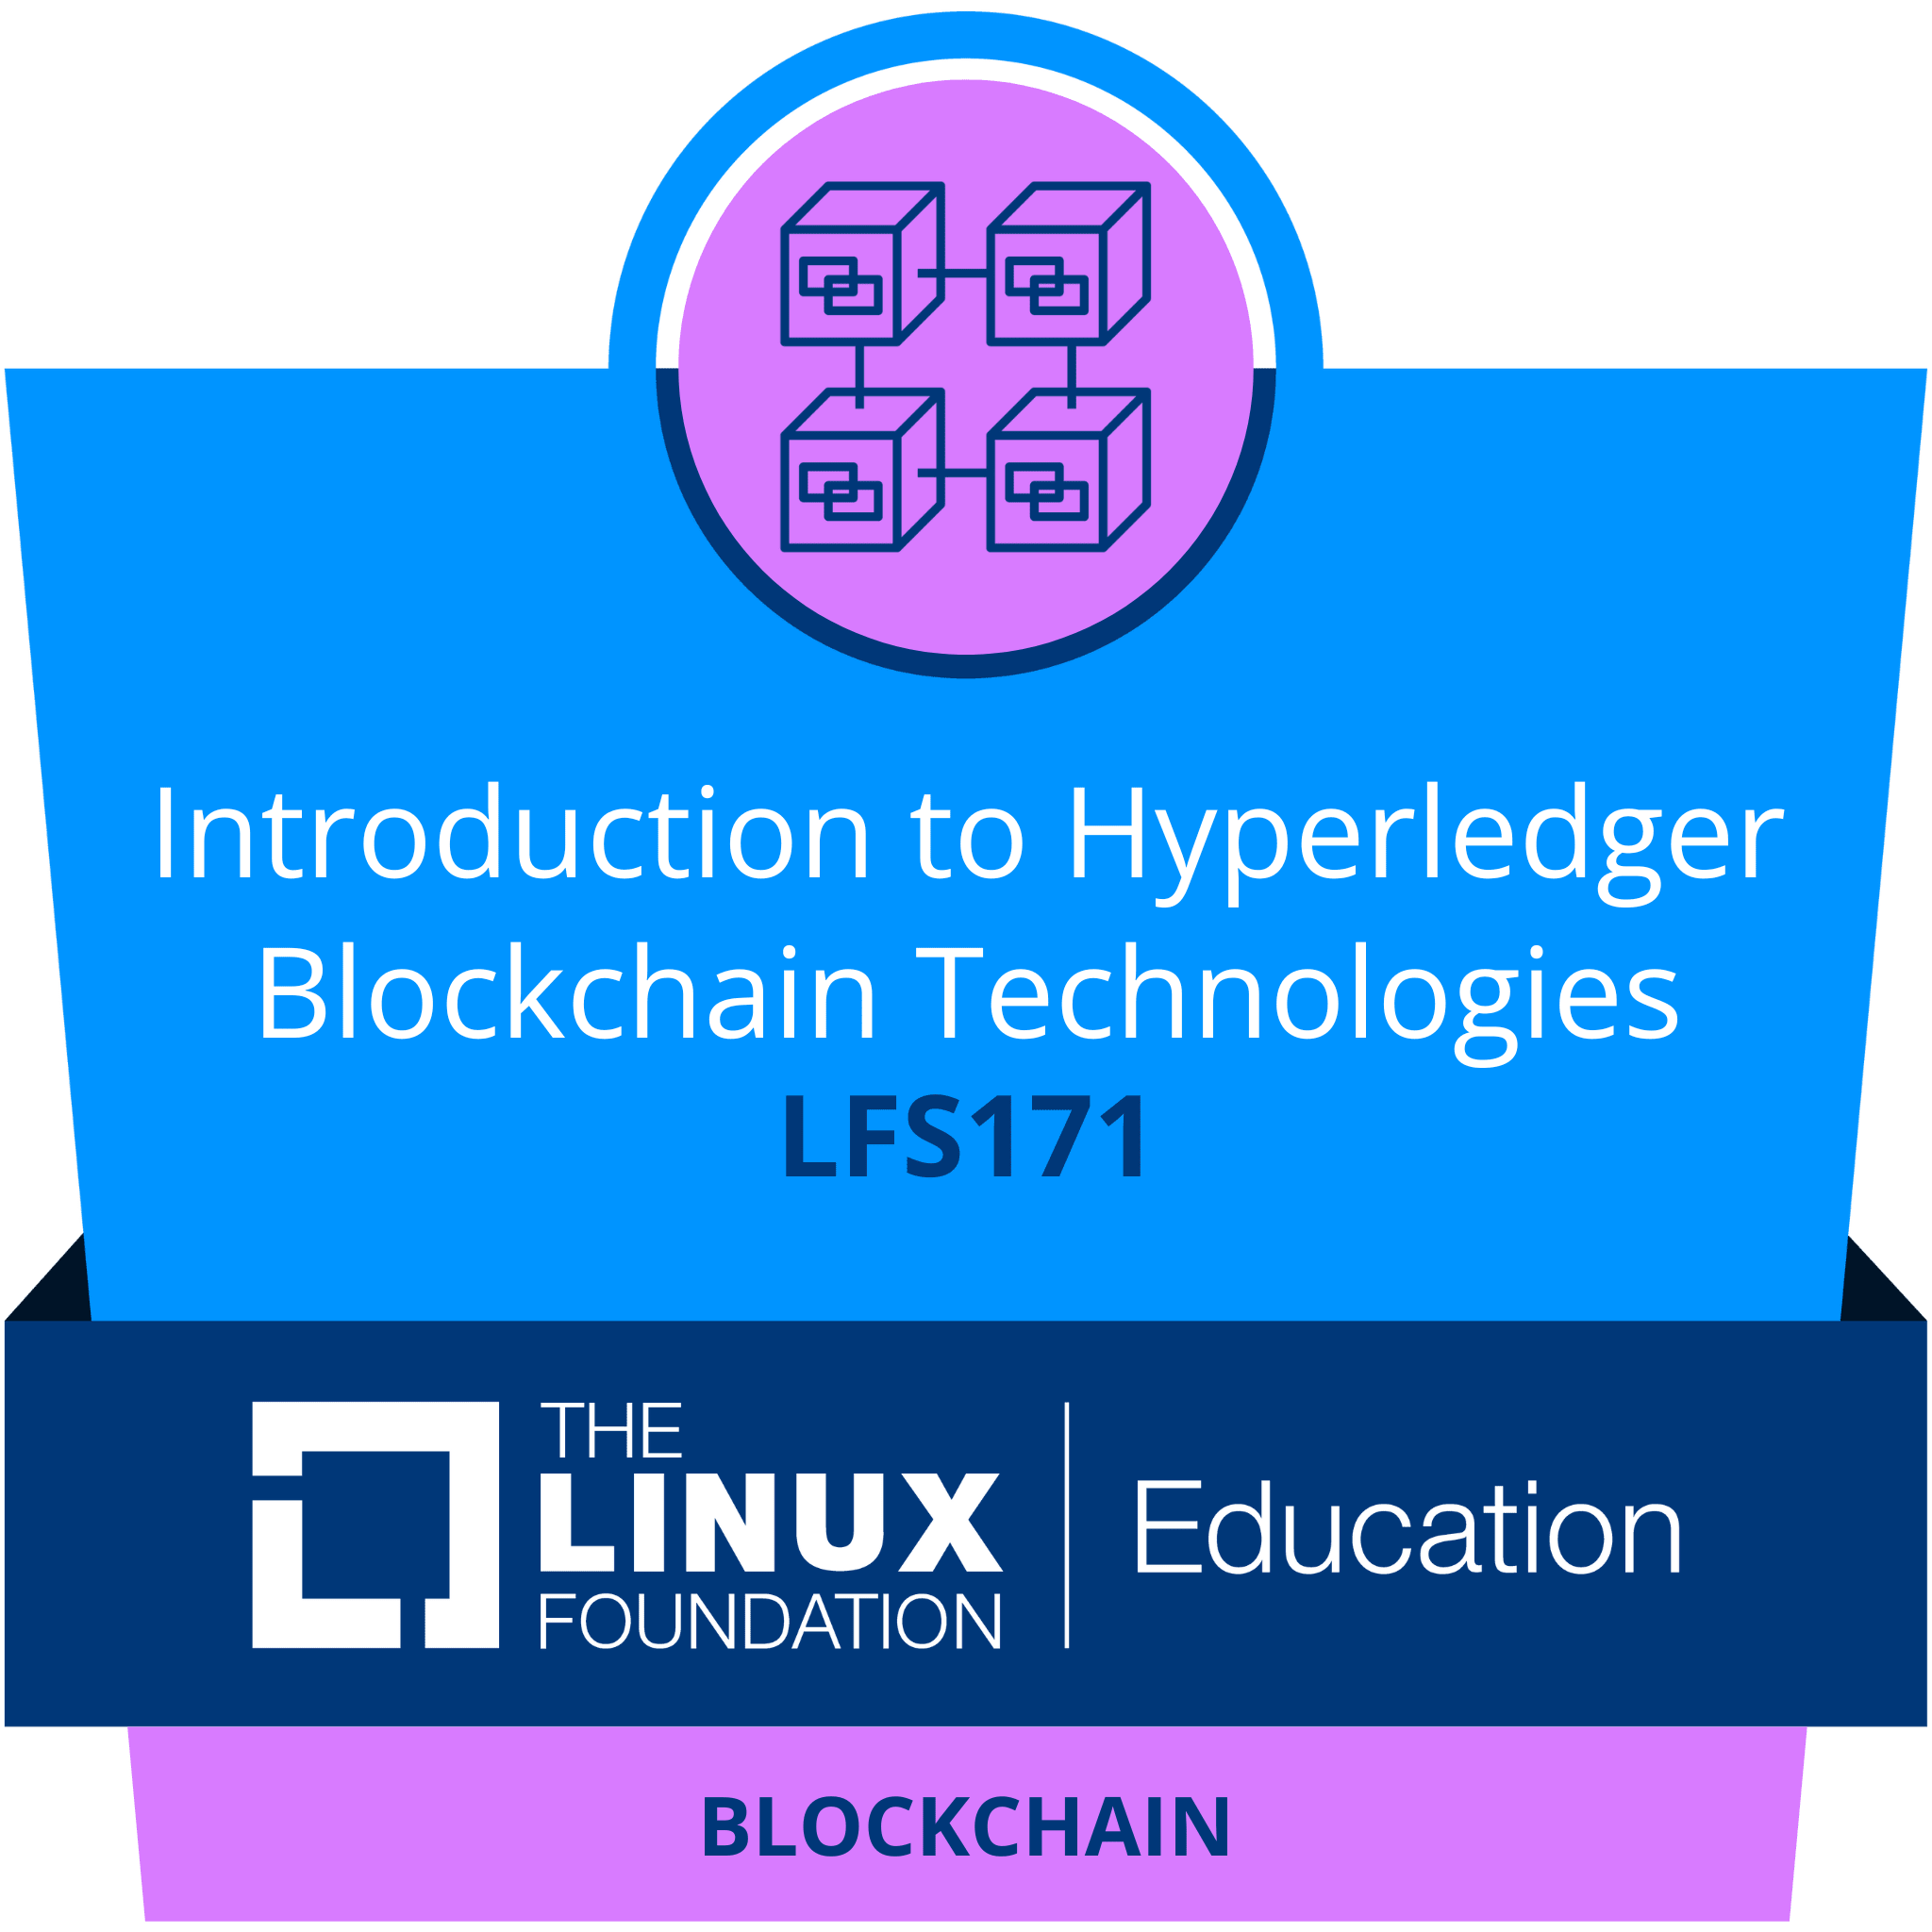 Introduction to Hyperledger
Blockchain Technologies
LFS171
THE
LINUX
FOUNDATION
Education
BLOCKCHAIN